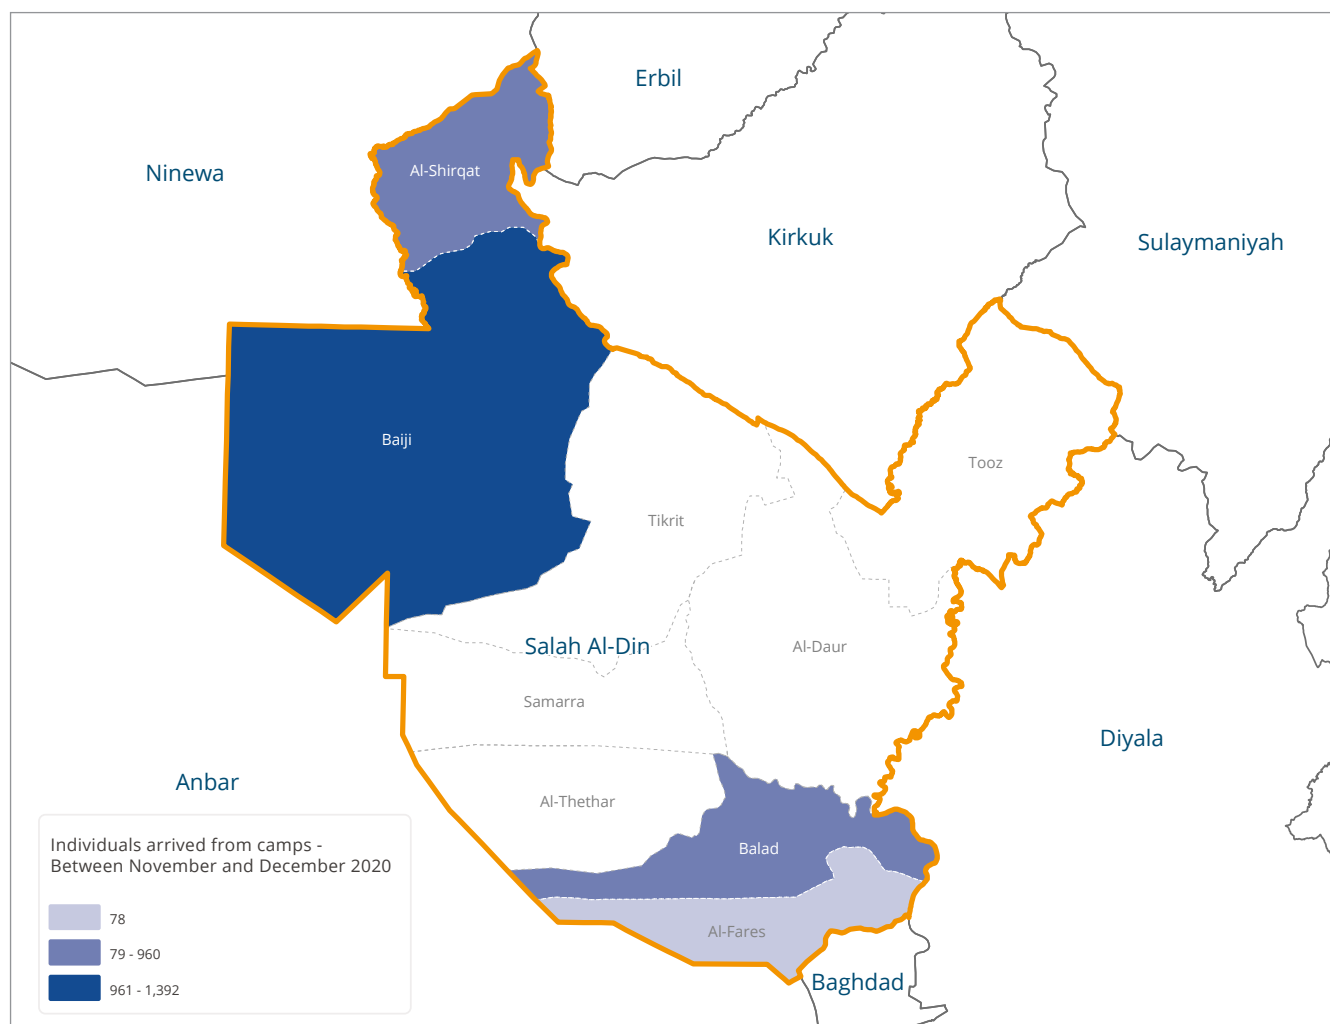 Erbil
Ninewa
Al-Shirqat
Kirkuk
Sulaymaniyah
Baiji
Tooz
Tikrit
Salah Al-Din
Al-Daur
Samarra
Diyala
Anbar
Al-Thethar
Balad
Al-Fares
Baghdad
Individuals arrived from camps -
Between November and December 2020
78
79 - 960
961 - 1,392